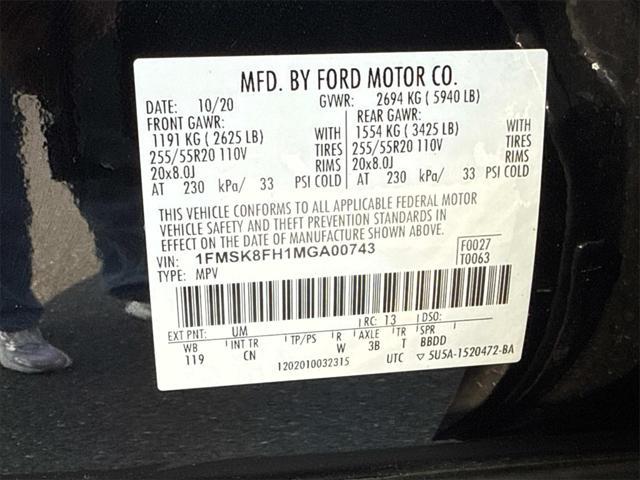 MFD. BY FORD MOTOR CO.
DATE: 10/20 GVWR: 2694 KG ( 5940 LB)
FRONT GAWR: REAR GAWR:
1191 KG ( 2625 LB) WITH 1554 KG ( 3425 LB) WITH
255/55R20 110V TIRES 255/55R20 110V TIRES
20x8.0J RIMS 20x8.0J RIMS
AT 230 kPa/ 33 PSI COLD AT 230 kPa/ 33 PSI COLD
THIS VEHICLE CONFORMS TO ALL APPLICABLE FEDERAL MOTOR
VEHICLE SAFETY AND THEFT PREVENTION STANDARDS IN
EFFECT ON THE DATE OF MANUFACTURE SHOWN ABOVE.
VIN: 1FMSK8FH1MGA00743 F0027
TYPE: MPV T0063
EXT PNT: UM RC: 13 DSO:
WB INT TR TP/PS R AXLE TR SPR
119 CN W 3B T BBDD
1202010032315 UTC ▽ 5U5A-1520472-BA